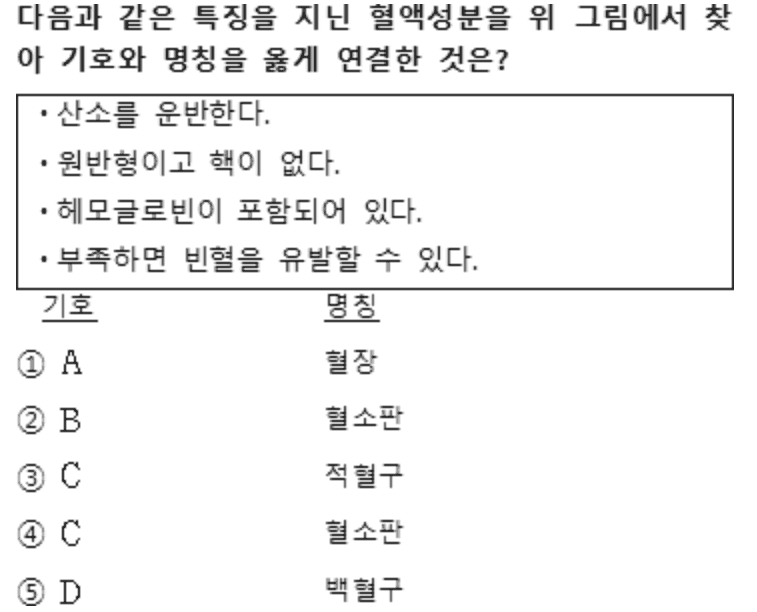 다음과 같은 특징을 지닌 혈액성분을 위 그림에서 찾
아 기호와 명칭을 옳게 연결한 것은?
・산소를 운반한다.
・원반형이고 핵이 없다.
・헤모글로빈이 포함되어 있다.
・부족하면 빈혈을 유발할 수 있다.
기호 명칭
① A 혈장
② B 혈소판
③ C 적혈구
④ C 혈소판
⑤ D 백혈구